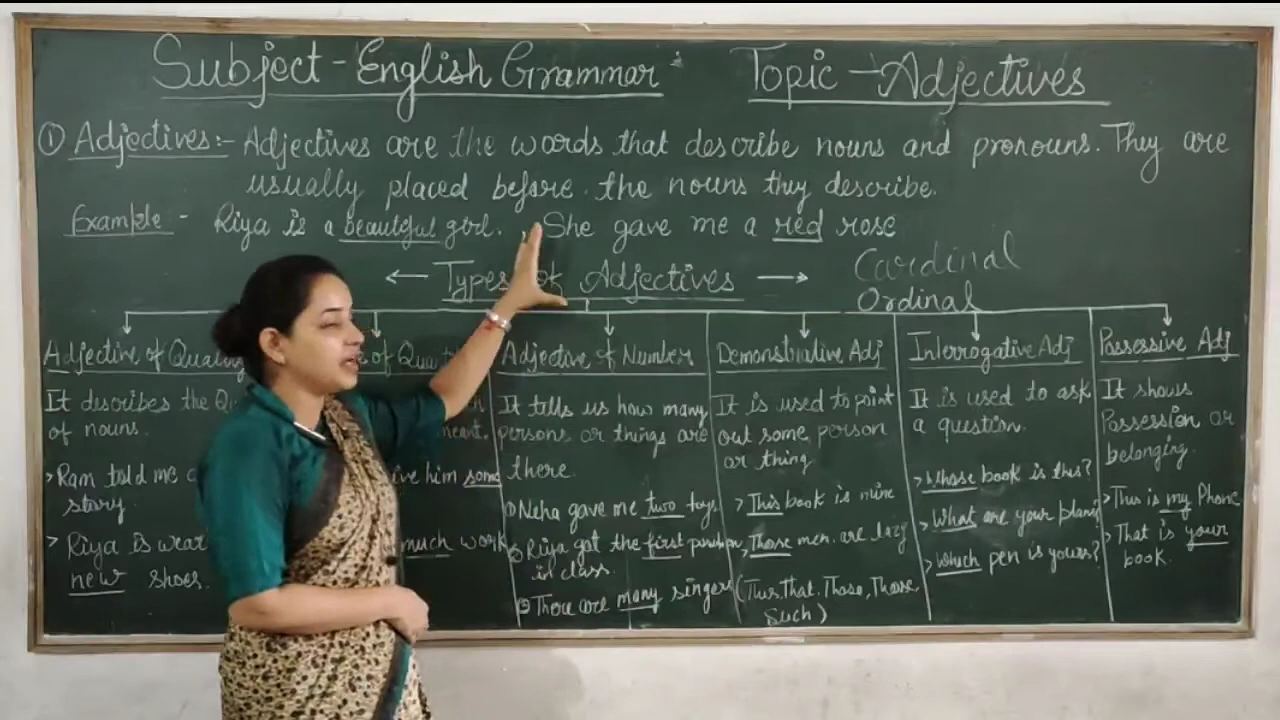 Subject - English Grammar Topic - Adjectives
① Adjectives:- Adjectives are the words that describe nouns and pronouns. They are
usually placed before the nouns they describe.
Example - Riya is a beautiful girl. , She gave me a red rose
← Types of Adjectives →
Cardinal
Ordinal
Adjective of
It describes the
of nouns.
> Ram told me
story
> Riya is
new shoes.
of
him some
much work
Adjective of Number
It tells us how many
persons or things are
there.
Neha gave me two toys
Riya got the first
in class.
There are many singers
Demonstrative Adj
It is used to point
out some person
or thing
> This book is mine
Those men are lazy
(This, That, These, Those,
Such)
Interrogative Adj
It is used to ask
a question.
> Whose book is this?
> What are your plans?
> Which pen is yours?
Possessive Adj
It shows
Possession or
belonging.
> This is my Phone
> That is your
book.